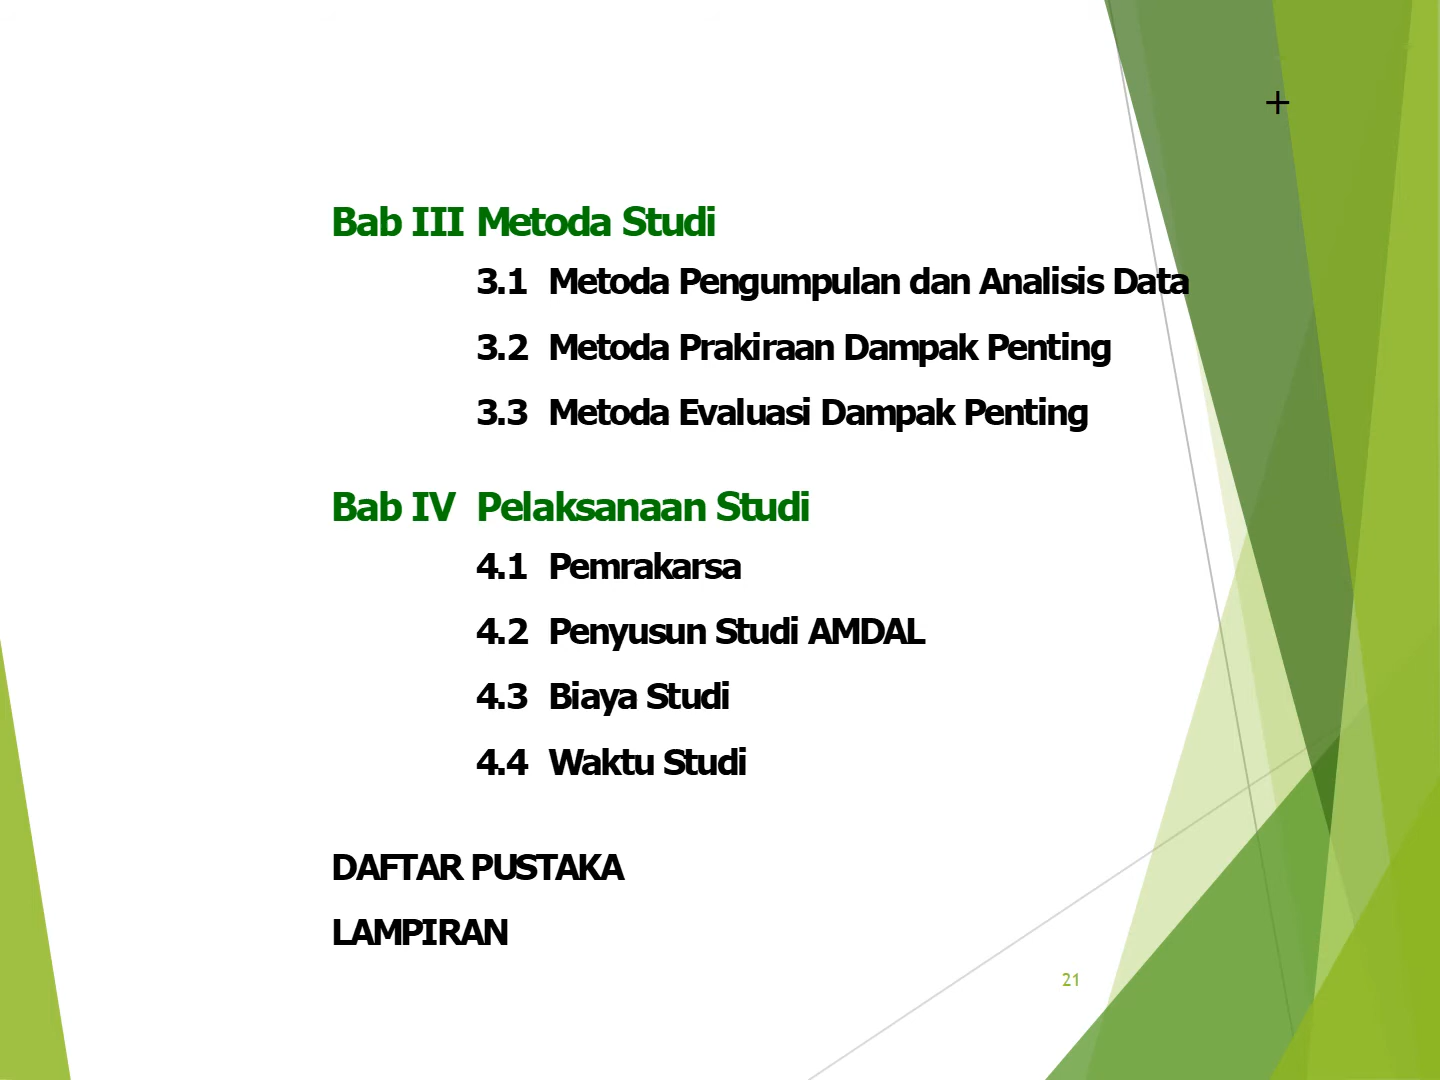 Bab III Metoda Studi
3.1 Metoda Pengumpulan dan Analisis Data
3.2 Metoda Prakiraan Dampak Penting
3.3 Metoda Evaluasi Dampak Penting
Bab IV Pelaksanaan Studi
4.1 Pemrakarsa
4.2 Penyusun Studi AMDAL
4.3 Biaya Studi
4.4 Waktu Studi
DAFTAR PUSTAKA
LAMPIRAN
21